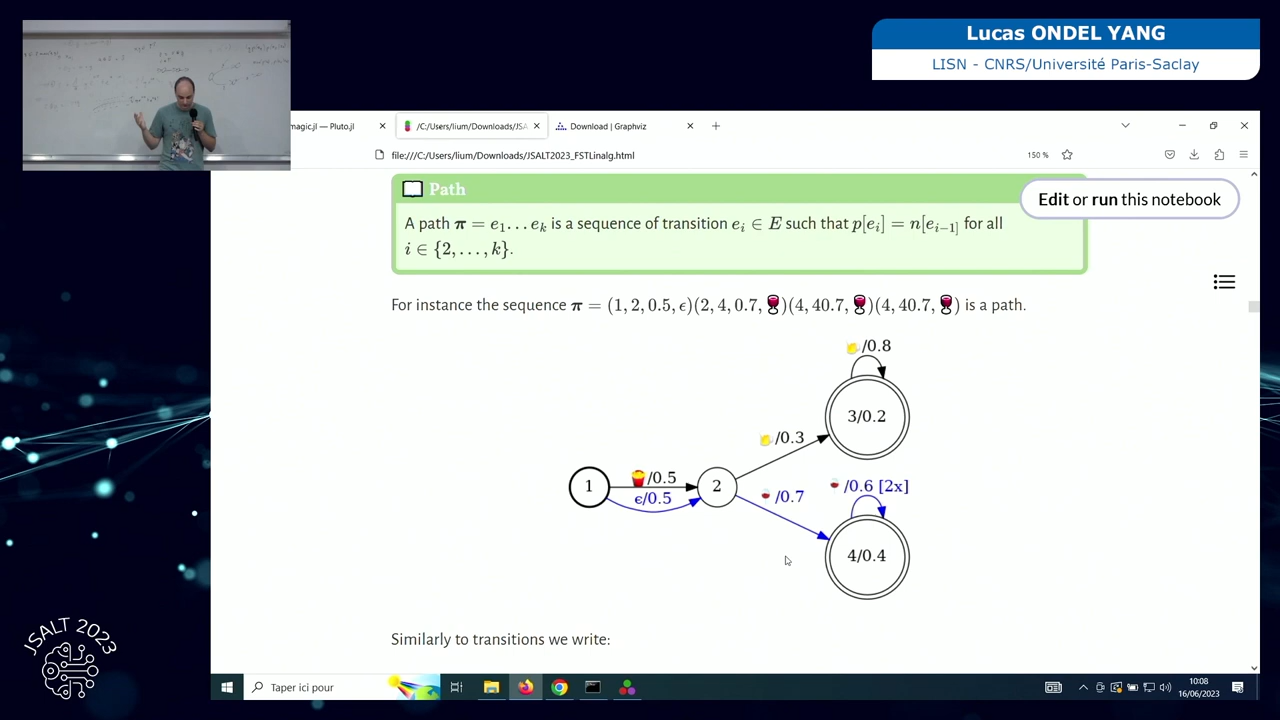 Lucas ONDEL YANG
LISN - CNRS/Université Paris-Saclay
magic.jl — Pluto.jl
/C:/Users/lium/Downloads/JSA
Download | Graphviz
file:///C:/Users/lium/Downloads/JSALT2023_FSTLinalg.html
150 %
Path
Edit or run this notebook
A path π = e₁…eₖ is a sequence of transition eᵢ ∈ E such that p[eᵢ] = n[eᵢ₋₁] for all
i ∈ {2, …, k}.
For instance the sequence π = (1, 2, 0.5, ϵ)(2, 4, 0.7, 🍷)(4, 40.7, 🍷)(4, 40.7, 🍷) is a path.
🍺/0.8
3/0.2
🍺/0.3
🍟/0.5
1
2
ϵ/0.5
🍷/0.7
🍷/0.6 [2x]
4/0.4
Similarly to transitions we write:
JSALT 2023
Taper ici pour
10:08
16/06/2023